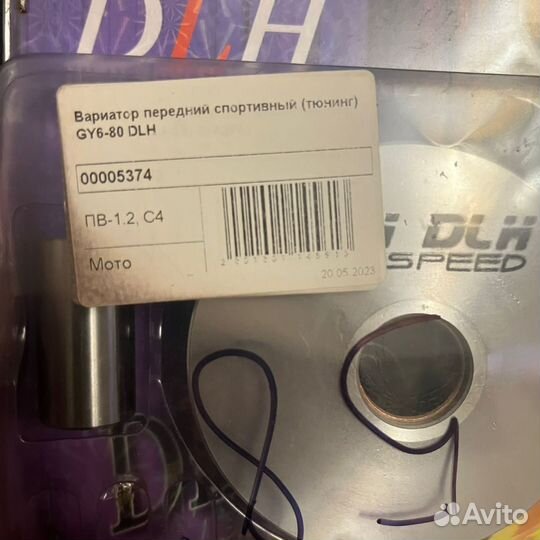 DLH
Вариатор передний спортивный (тюнинг)
GY6-80 DLH
00005374
ПВ-1.2, С4
Мото
20.05.2023
DLH
SPEED
Avito